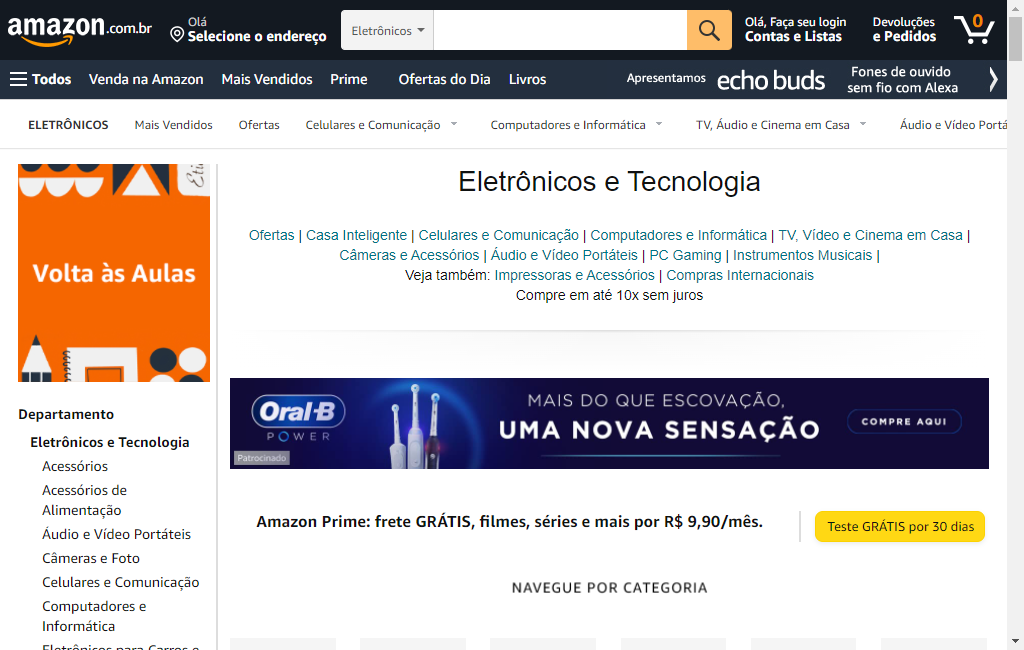 amazon.com.br
Olá
Selecione o endereço
Eletrônicos
Olá, Faça seu login
Contas e Listas
Devoluções
e Pedidos
0
Todos
Venda na Amazon
Mais Vendidos
Prime
Ofertas do Dia
Livros
Apresentamos
echo buds
Fones de ouvido
sem fio com Alexa
ELETRÔNICOS
Mais Vendidos
Ofertas
Celulares e Comunicação
Computadores e Informática
TV, Áudio e Cinema em Casa
Áudio e Vídeo Portá
Volta às Aulas
Departamento
Eletrônicos e Tecnologia
Acessórios
Acessórios de
Alimentação
Áudio e Vídeo Portáteis
Câmeras e Foto
Celulares e Comunicação
Computadores e
Informática
Eletrônicos para Carros e
Eletrônicos e Tecnologia
Ofertas | Casa Inteligente | Celulares e Comunicação | Computadores e Informática | TV, Vídeo e Cinema em Casa |
Câmeras e Acessórios | Áudio e Vídeo Portáteis | PC Gaming | Instrumentos Musicais |
Veja também: Impressoras e Acessórios | Compras Internacionais
Compre em até 10x sem juros
Oral-B
POWER
Patrocinado
MAIS DO QUE ESCOVAÇÃO,
UMA NOVA SENSAÇÃO
COMPRE AQUI
Amazon Prime: frete GRÁTIS, filmes, séries e mais por R$ 9,90/mês.
Teste GRÁTIS por 30 dias
NAVEGUE POR CATEGORIA